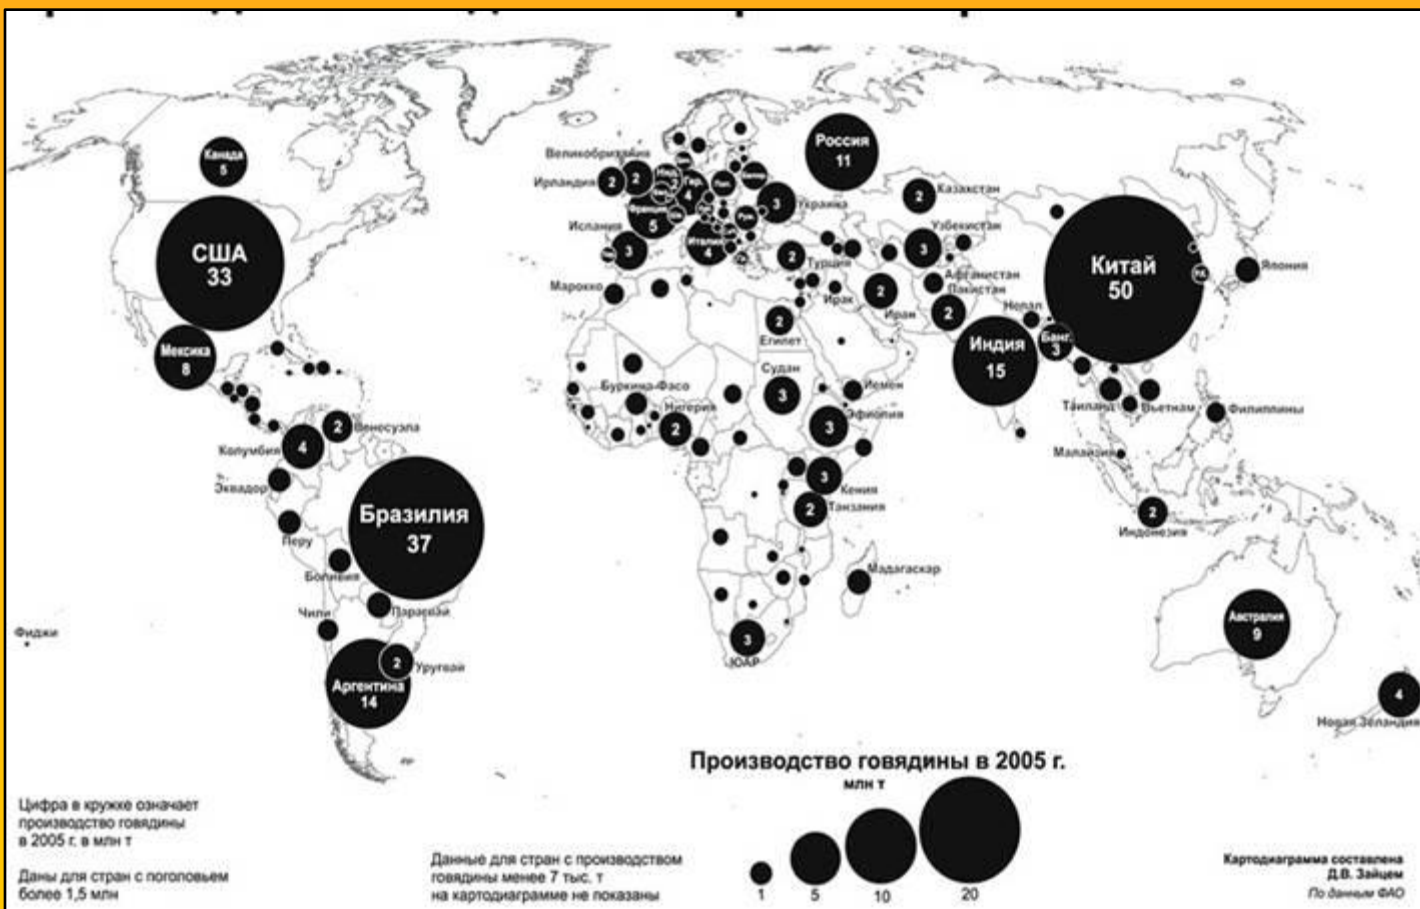 Канада
5
США
33
Мексика
8
Колумбия
4
2
Венесуэла
Эквадор
Перу
Бразилия
37
Боливия
Парагвай
Чили
Аргентина
14
2
Уругвай
Фиджи
Великобритания
2
Ирландия
2
Нид.
2
Гер.
4
Франция
5
Испания
3
Италия
4
Пол.
Рум.
3
Украина
Россия
11
2
Казахстан
Узбекистан
3
2
Турция
Афганистан
Пакистан
2
Ирак
2
Иран
Марокко
2
Египет
Судан
3
Буркина-Фасо
Нигерия
2
Йемен
Эфиопия
3
3
Кения
2
Танзания
Мадагаскар
3
ЮАР
Китай
50
Япония
Непал
Банг.
3
Индия
15
Таиланд
Вьетнам
Филиппины
Малайзия
2
Индонезия
Австралия
9
4
Новая Зеландия
Производство говядины в 2005 г.
млн т
1
5
10
20
Цифра в кружке означает
производство говядины
в 2005 г. в млн т
Даны для стран с поголовьем
более 1,5 млн
Данные для стран с производством
говядины менее 7 тыс. т
на картодиаграмме не показаны
Картодиаграмма составлена
Д.В. Зайцем
По данным ФАО